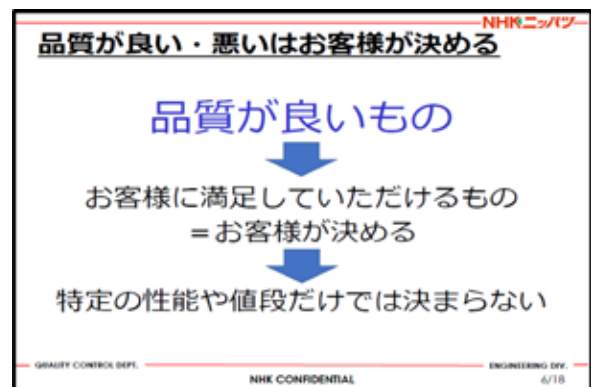 NHKニッパツ
品質が良い・悪いはお客様が決める
品質が良いもの
お客様に満足していただけるもの
＝お客様が決める
特定の性能や値段だけでは決まらない
QUALITY CONTROL DEPT.
ENGINEERING DIV.
NHK CONFIDENTIAL
6/18